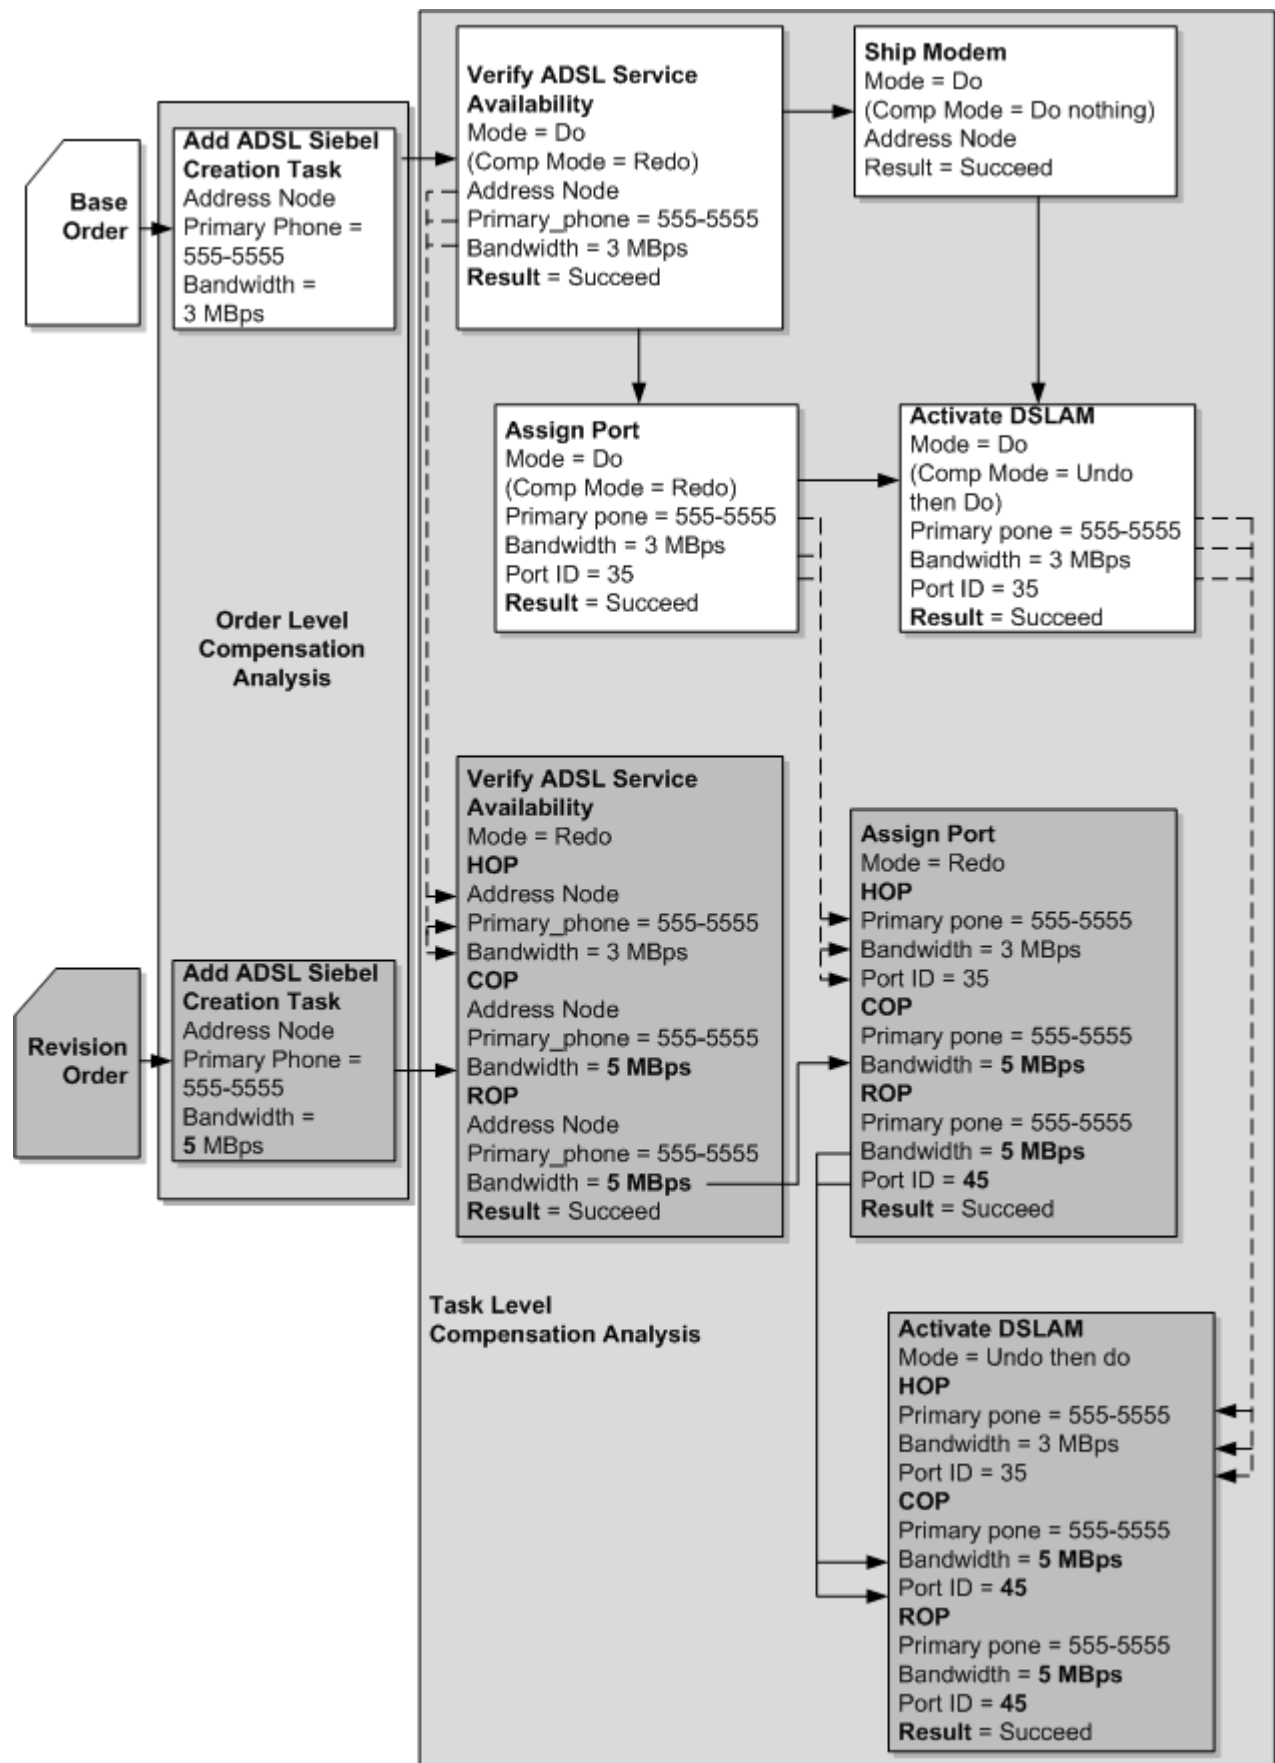 Base
Order
Add ADSL Siebel
Creation Task
Address Node
Primary Phone =
555-5555
Bandwidth =
3 MBps
Verify ADSL Service
Availability
Mode = Do
(Comp Mode = Redo)
Address Node
Primary_phone = 555-5555
Bandwidth = 3 MBps
Result = Succeed
Ship Modem
Mode = Do
(Comp Mode = Do nothing)
Address Node
Result = Succeed
Assign Port
Mode = Do
(Comp Mode = Redo)
Primary pone = 555-5555
Bandwidth = 3 MBps
Port ID = 35
Result = Succeed
Activate DSLAM
Mode = Do
(Comp Mode = Undo
then Do)
Primary pone = 555-5555
Bandwidth = 3 MBps
Port ID = 35
Result = Succeed
Order Level
Compensation
Analysis
Revision
Order
Add ADSL Siebel
Creation Task
Address Node
Primary Phone =
555-5555
Bandwidth =
5 MBps
Verify ADSL Service
Availability
Mode = Redo
HOP
Address Node
Primary_phone = 555-5555
Bandwidth = 3 MBps
COP
Address Node
Primary_phone = 555-5555
Bandwidth = 5 MBps
ROP
Address Node
Primary_phone = 555-5555
Bandwidth = 5 MBps
Result = Succeed
Assign Port
Mode = Redo
HOP
Primary pone = 555-5555
Bandwidth = 3 MBps
Port ID = 35
COP
Primary pone = 555-5555
Bandwidth = 5 MBps
ROP
Primary pone = 555-5555
Bandwidth = 5 MBps
Port ID = 45
Result = Succeed
Task Level
Compensation Analysis
Activate DSLAM
Mode = Undo then do
HOP
Primary pone = 555-5555
Bandwidth = 3 MBps
Port ID = 35
COP
Primary pone = 555-5555
Bandwidth = 5 MBps
Port ID = 45
ROP
Primary pone = 555-5555
Bandwidth = 5 MBps
Port ID = 45
Result = Succeed